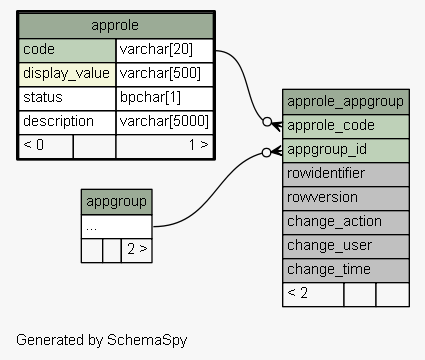 approle
code varchar[20]
display_value varchar[500]
status bpchar[1]
description varchar[5000]
< 0 1 >
approle_appgroup
approle_code
appgroup_id
rowidentifier
rowversion
change_action
change_user
change_time
< 2
appgroup
...
2 >
Generated by SchemaSpy